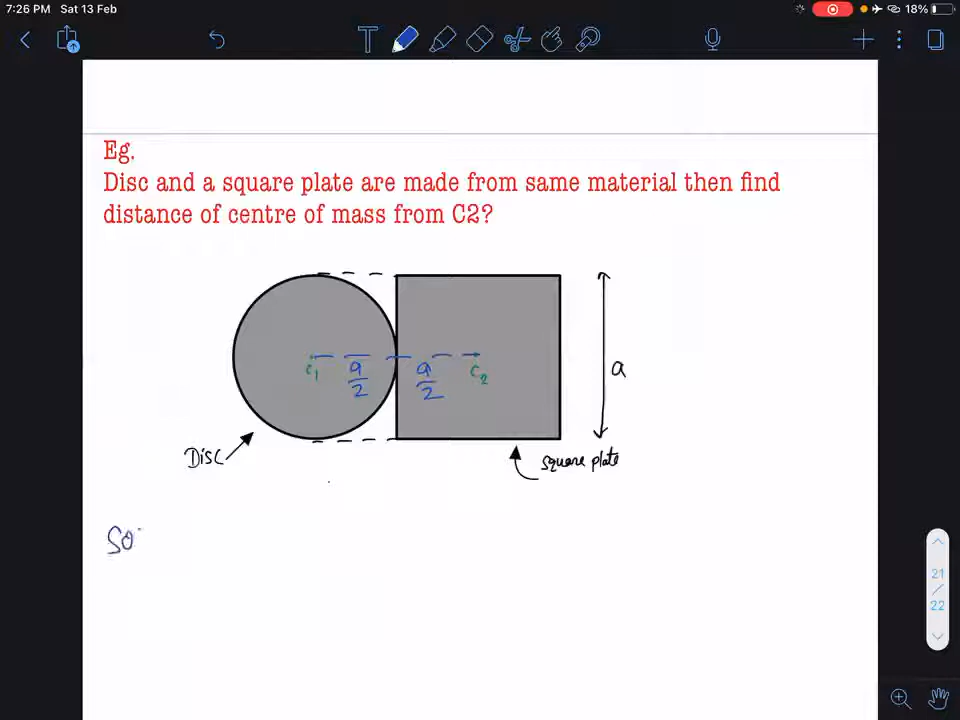 7:26 PM Sat 13 Feb
18%
T
Eg.
Disc and a square plate are made from same material then find
distance of centre of mass from C2?
C1 a/2 a/2 C2
a
Disc
square plate
So
21
/
22